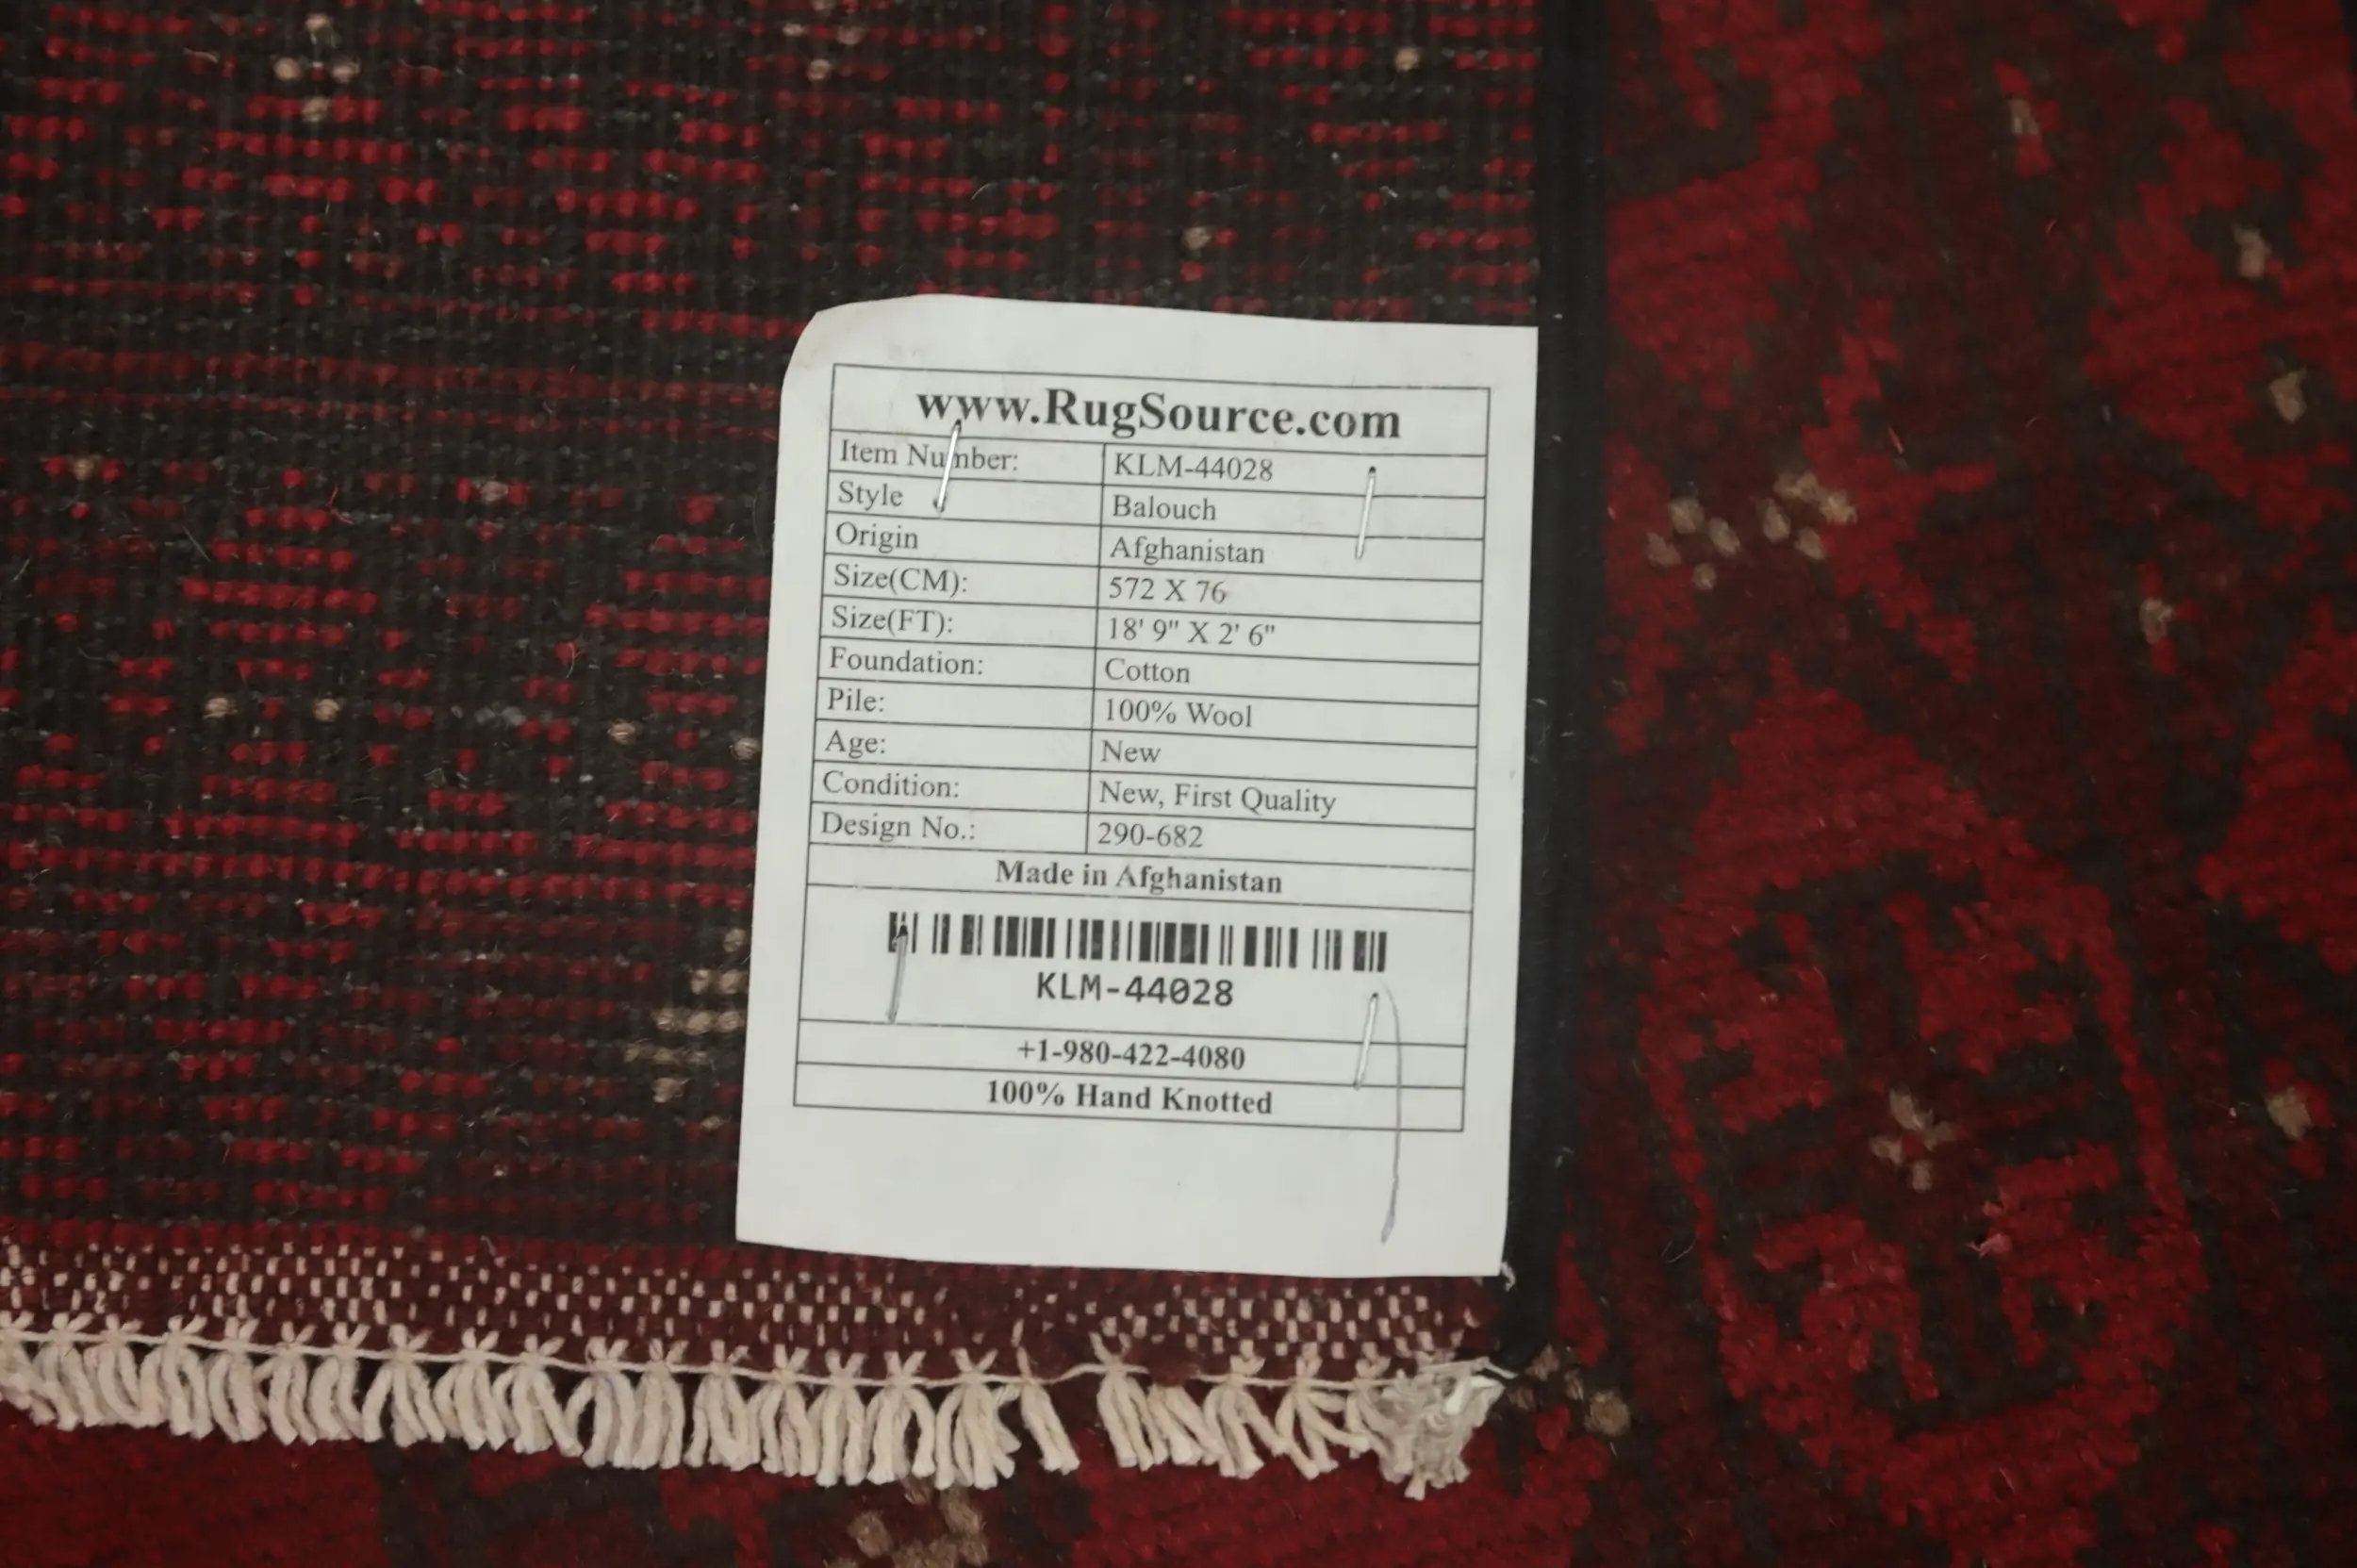 www.RugSource.com
Item Number: KLM-44028
Style Balouch
Origin Afghanistan
Size(CM): 572 X 76
Size(FT): 18' 9" X 2' 6"
Foundation: Cotton
Pile: 100% Wool
Age: New
Condition: New, First Quality
Design No.: 290-682
Made in Afghanistan
KLM-44028
+1-980-422-4080
100% Hand Knotted